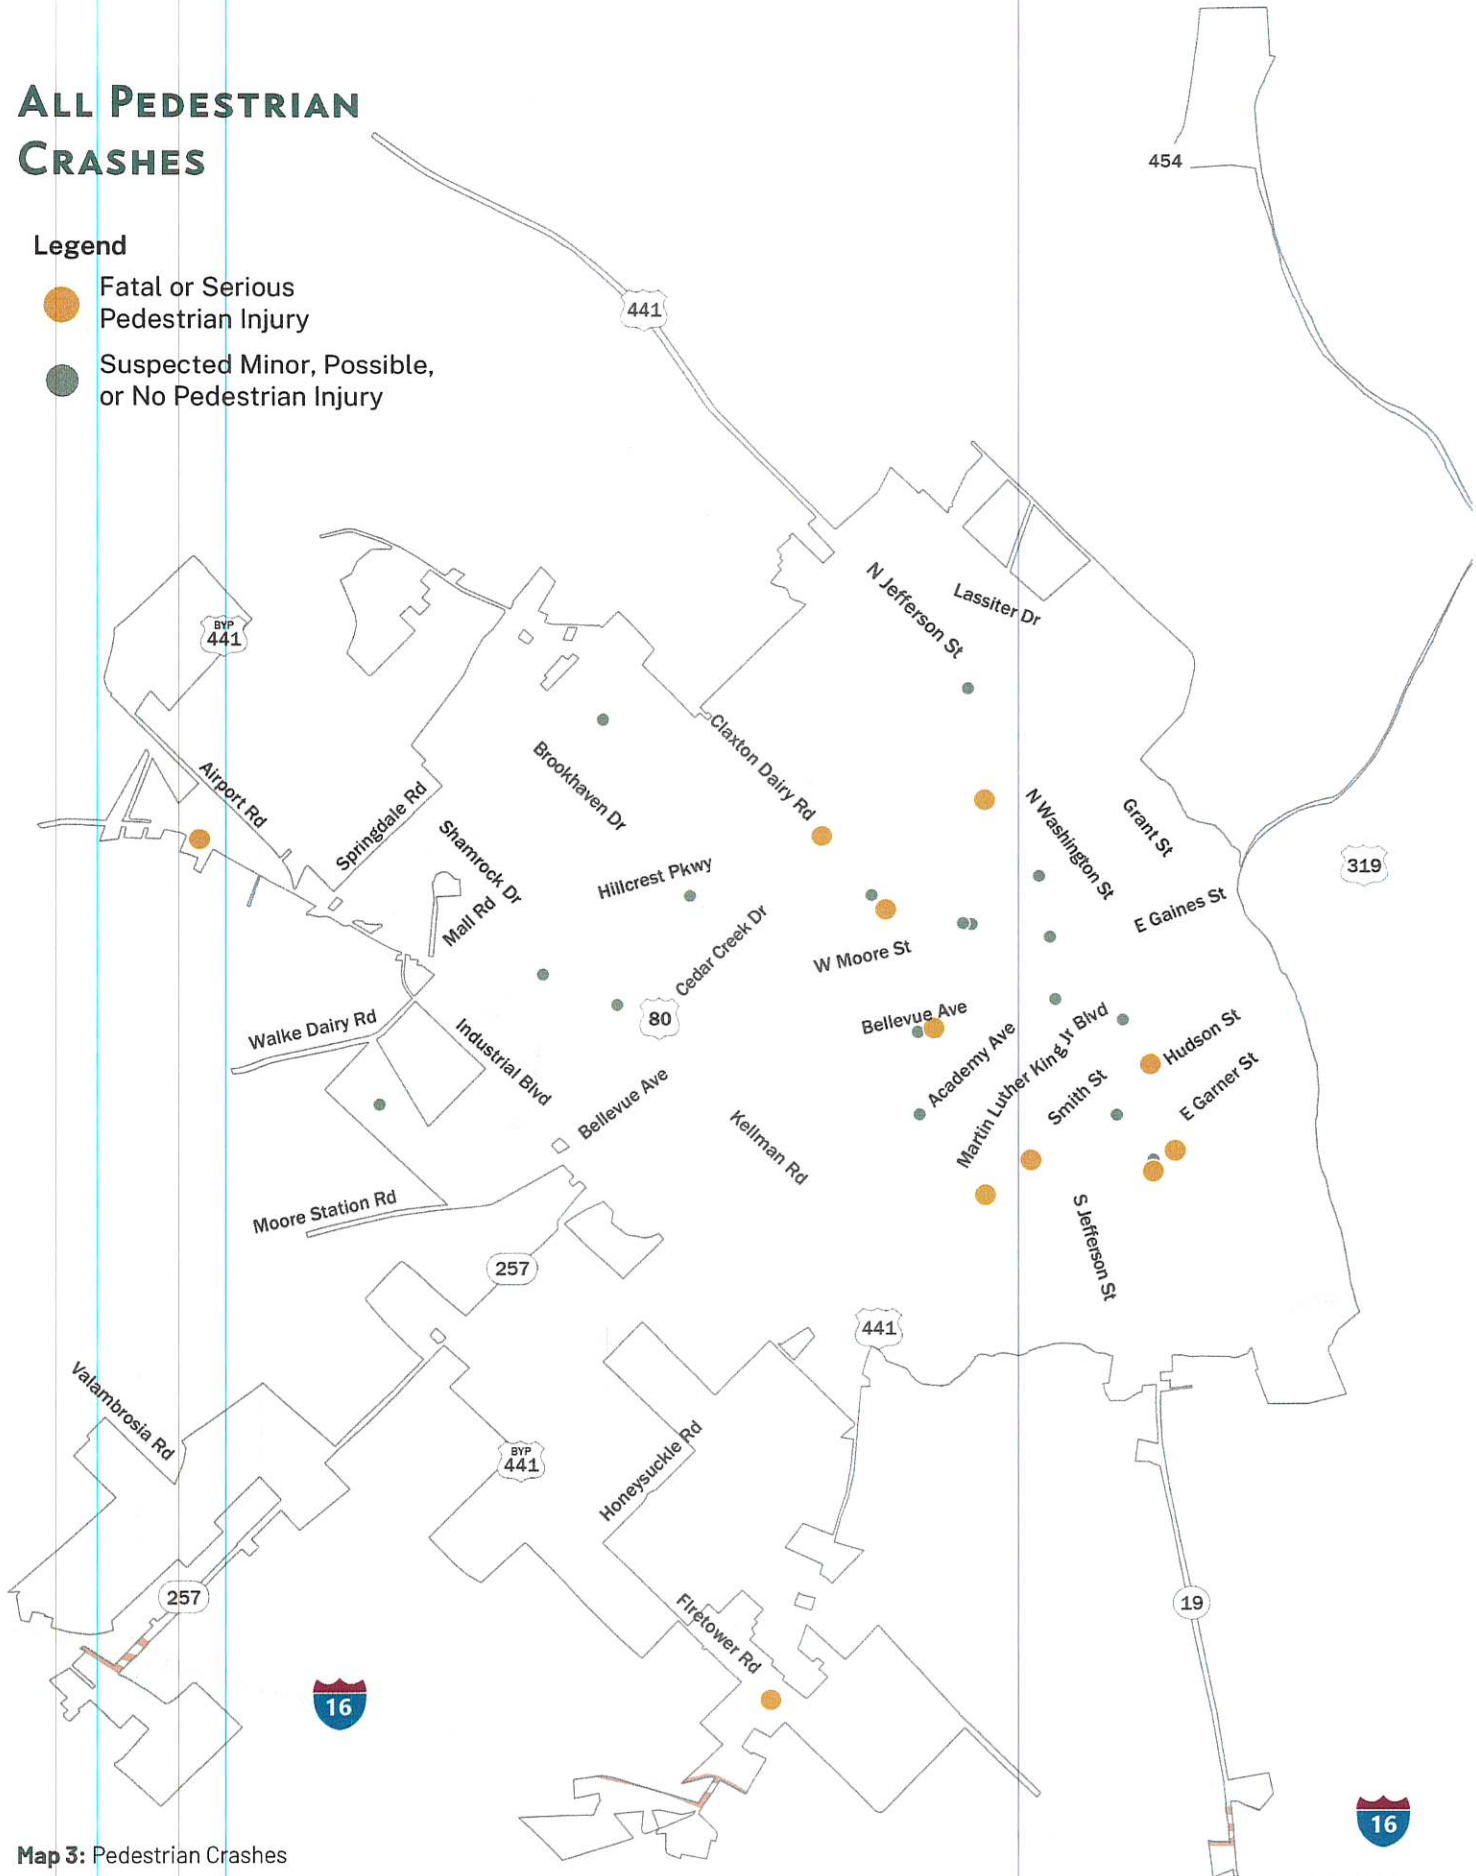 ALL PEDESTRIAN
CRASHES
Legend
Fatal or Serious
Pedestrian Injury
Suspected Minor, Possible,
or No Pedestrian Injury
454
441
N Jefferson St
Lassiter Dr
BYP
441
Claxton Dairy Rd
Brookhaven Dr
Airport Rd
Springdale Rd
Shamrock Dr
Mall Rd
Hillcrest Pkwy
N Washington St
Grant St
319
E Gaines St
Cedar Creek Dr
W Moore St
80
Walke Dairy Rd
Industrial Blvd
Bellevue Ave
Bellevue Ave
Academy Ave
Martin Luther King Jr Blvd
Hudson St
Smith St
E Garner St
Kellman Rd
Moore Station Rd
S Jefferson St
257
441
Valambrosia Rd
BYP
441
Honeysuckle Rd
257
Firetower Rd
19
16
16
Map 3: Pedestrian Crashes